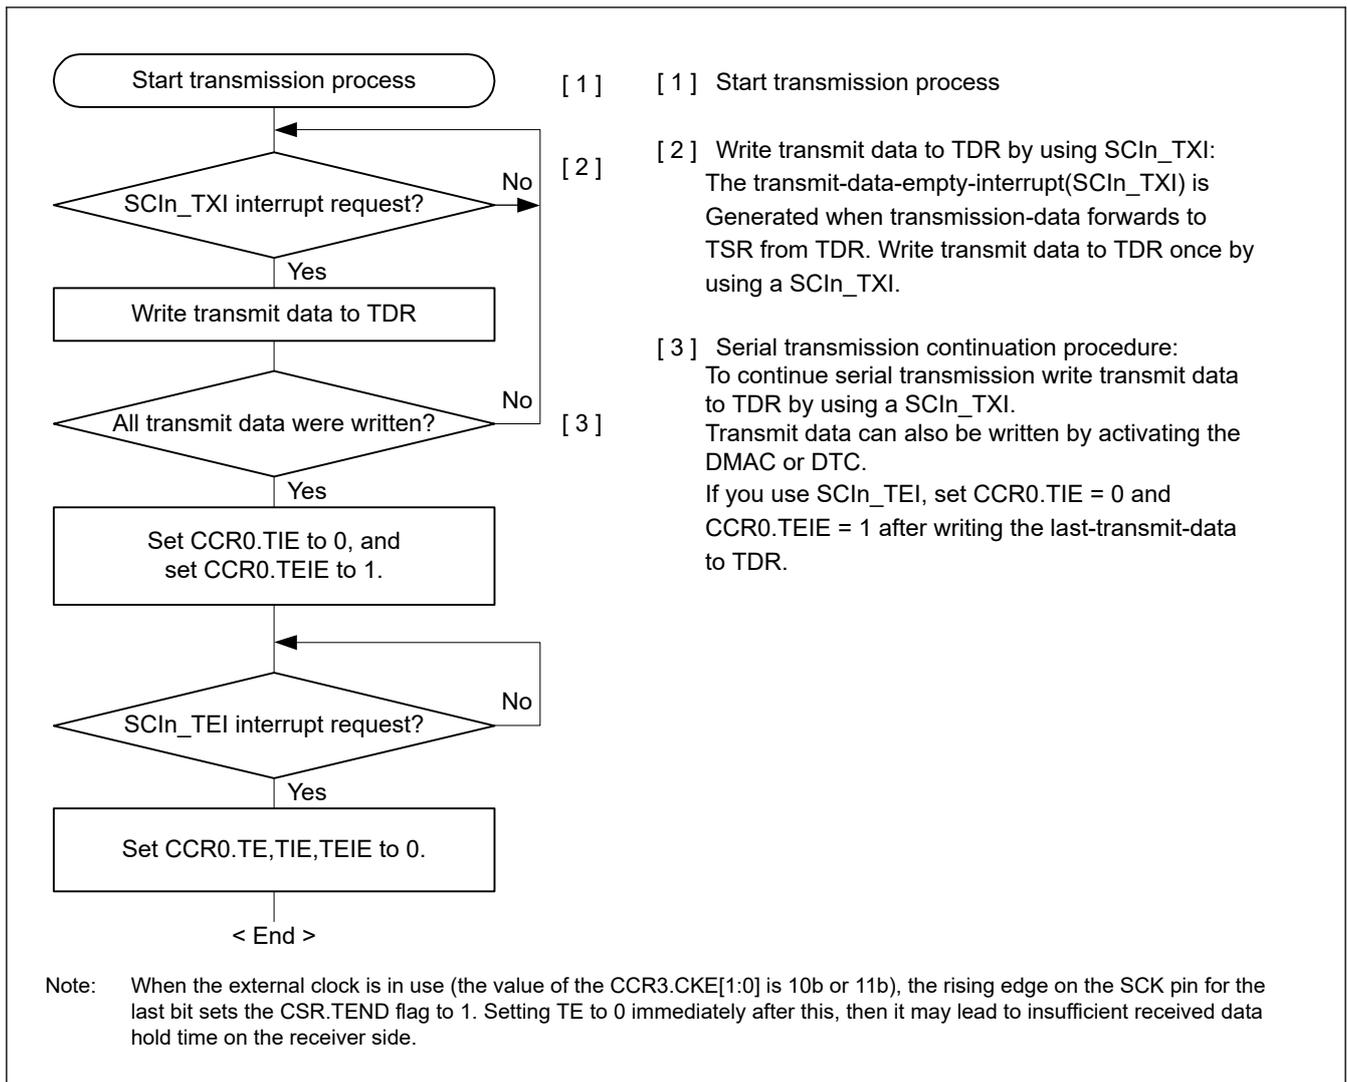 Start transmission process
[ 1 ]
SCIn_TXI interrupt request?
[ 2 ]
No
Yes
Write transmit data to TDR
All transmit data were written?
No
[ 3 ]
Yes
Set CCR0.TIE to 0, and
set CCR0.TEIE to 1.
SCIn_TEI interrupt request?
No
Yes
Set CCR0.TE,TIE,TEIE to 0.
< End >
[ 1 ] Start transmission process
[ 2 ] Write transmit data to TDR by using SCIn_TXI:
The transmit-data-empty-interrupt(SCIn_TXI) is
Generated when transmission-data forwards to
TSR from TDR. Write transmit data to TDR once by
using a SCIn_TXI.
[ 3 ] Serial transmission continuation procedure:
To continue serial transmission write transmit data
to TDR by using a SCIn_TXI.
Transmit data can also be written by activating the
DMAC or DTC.
If you use SCIn_TEI, set CCR0.TIE = 0 and
CCR0.TEIE = 1 after writing the last-transmit-data
to TDR.
Note: When the external clock is in use (the value of the CCR3.CKE[1:0] is 10b or 11b), the rising edge on the SCK pin for the
last bit sets the CSR.TEND flag to 1. Setting TE to 0 immediately after this, then it may lead to insufficient received data
hold time on the receiver side.